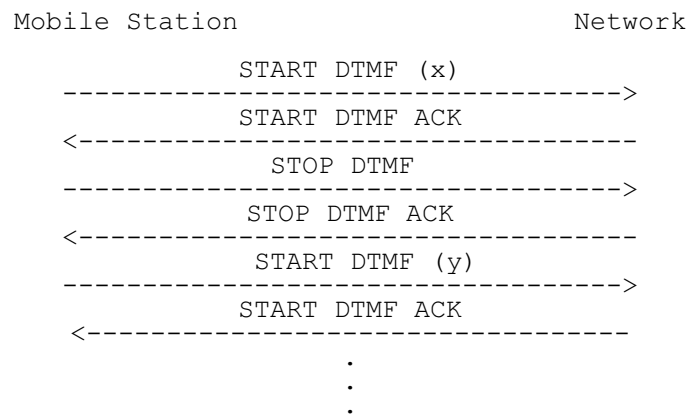 Mobile Station Network
START DTMF (x)
------------------------------------>
START DTMF ACK
<------------------------------------
STOP DTMF
------------------------------------>
STOP DTMF ACK
<------------------------------------
START DTMF (y)
------------------------------------>
START DTMF ACK
<-----------------------------------
.
.
.